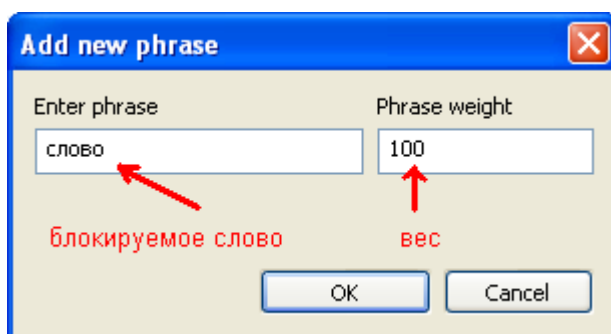 Add new phrase
Enter phrase Phrase weight
слово 100
блокируемое слово вес
OK Cancel